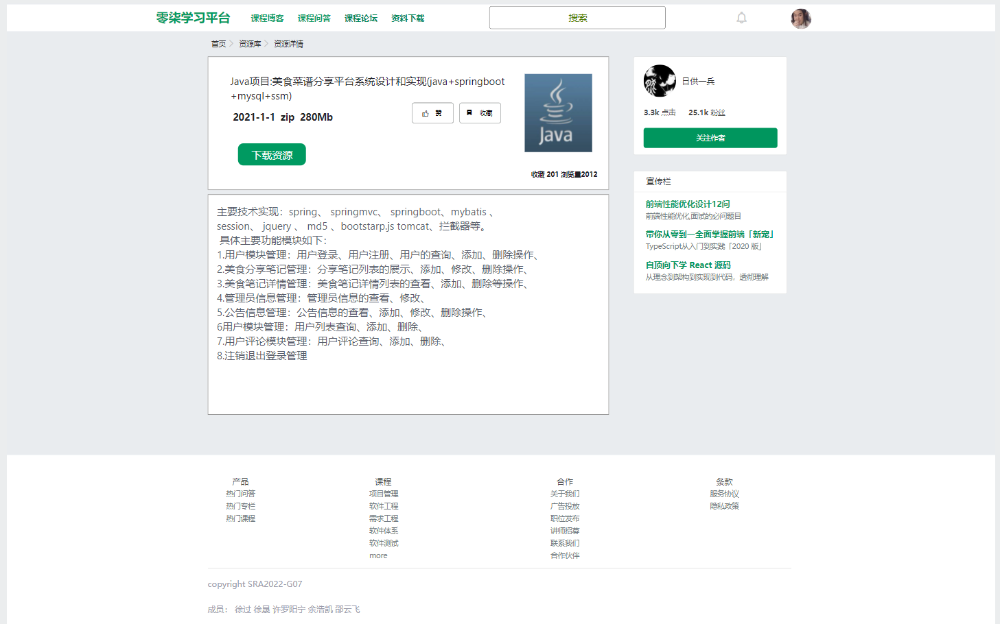 零柒学习平台 课程博客 课程问答 课程论坛 资料下载 搜索
首页 资源库 资源详情
Java项目:美食菜谱分享平台系统设计和实现(java+springboot
+mysql+ssm)
2021-1-1 zip 280Mb
赞 收藏
下载资源
Java
收藏 201 浏览量2012
主要技术实现：spring、 springmvc、 springboot、mybatis 、
session、 jquery 、 md5 、bootstarp.js tomcat、拦截器等。
具体主要功能模块如下：
1.用户模块管理：用户登录、用户注册、用户的查询、添加、删除操作、
2.美食分享笔记管理：分享笔记列表的展示、添加、修改、删除操作、
3.美食笔记详情管理：美食笔记详情列表的查看、添加、删除等操作、
4.管理员信息管理：管理员信息的查看、修改、
5.公告信息管理：公告信息的查看、添加、修改、删除操作、
6用户模块管理：用户列表查询、添加、删除、
7.用户评论模块管理：用户评论查询、添加、删除、
8.注销退出登录管理
日供一兵
3.3k 点击 25.1k 粉丝
关注作者
宣传栏
前端性能优化设计12问
前端性能优化,面试的必问题目
带你从零到一全面掌握前端「新宠」
TypeScript从入门到实践「2020 版」
自顶向下学 React 源码
从理念到架构到实现到代码，透彻理解
产品
热门问答
热门专栏
热门课程
课程
项目管理
软件工程
需求工程
软件体系
软件测试
more
合作
关于我们
广告投放
职位发布
讲师招募
联系我们
合作伙伴
条款
服务协议
隐私政策
copyright SRA2022-G07
成员： 徐过 徐晟 许罗阳宁 余浩凯 邵云飞